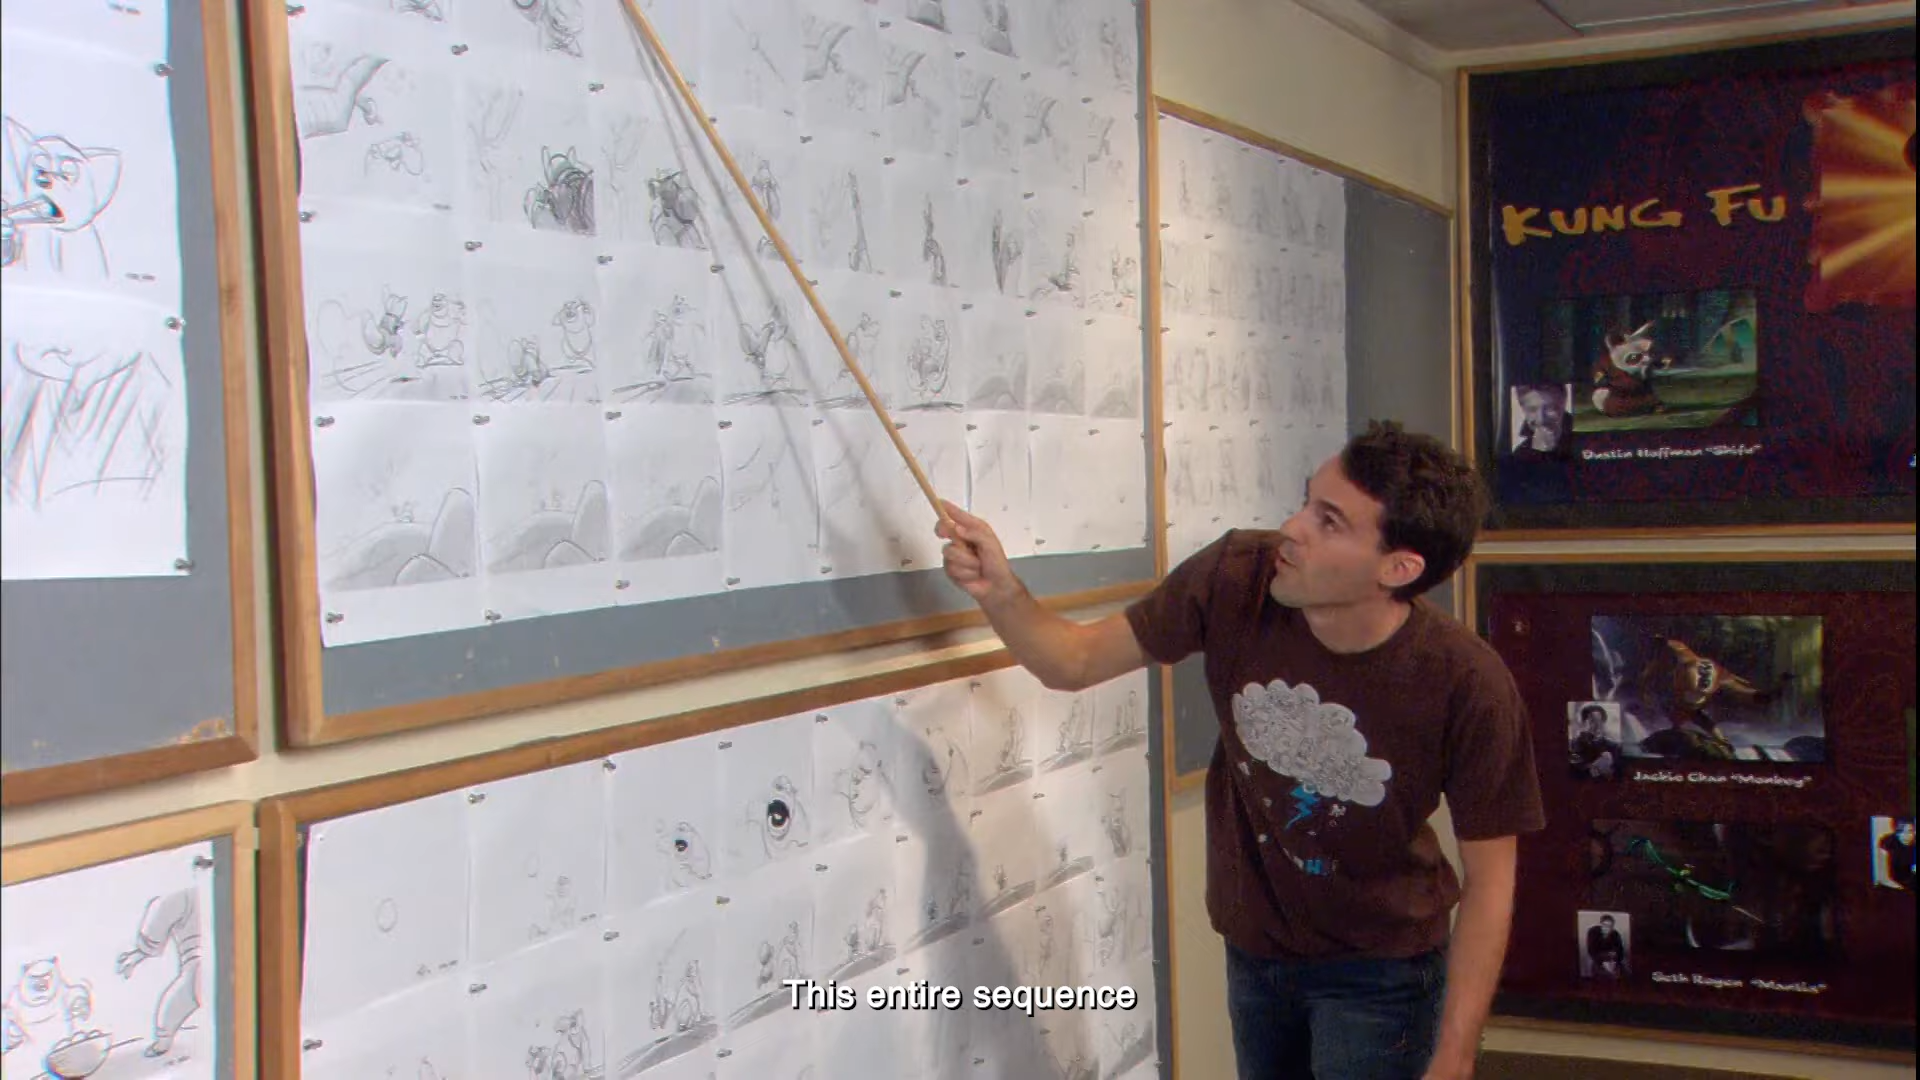 KUNG FU
Dustin Hoffman "Shifu"
Jackie Chan "Monkey"
Seth Rogen "Mantis"
This entire sequence